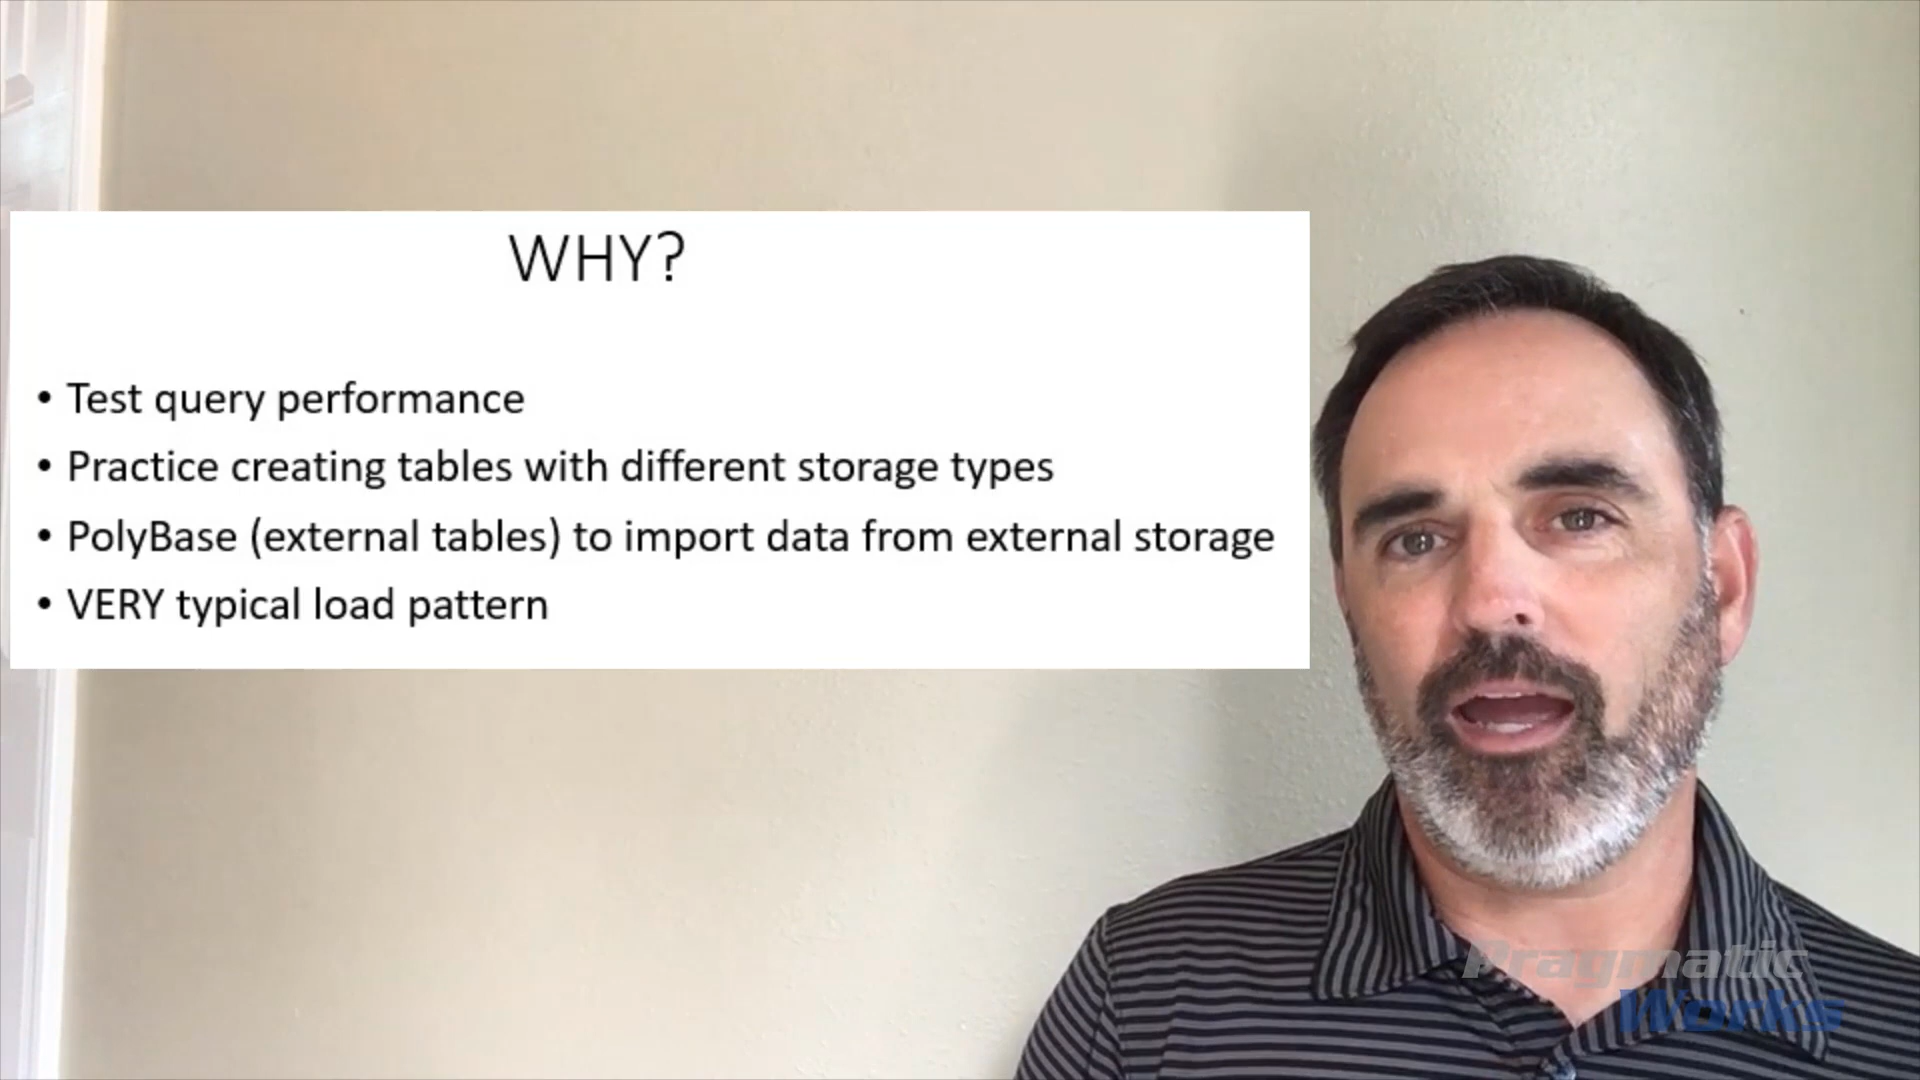 WHY?
• Test query performance
• Practice creating tables with different storage types
• PolyBase (external tables) to import data from external storage
• VERY typical load pattern
Pragmatic
Works